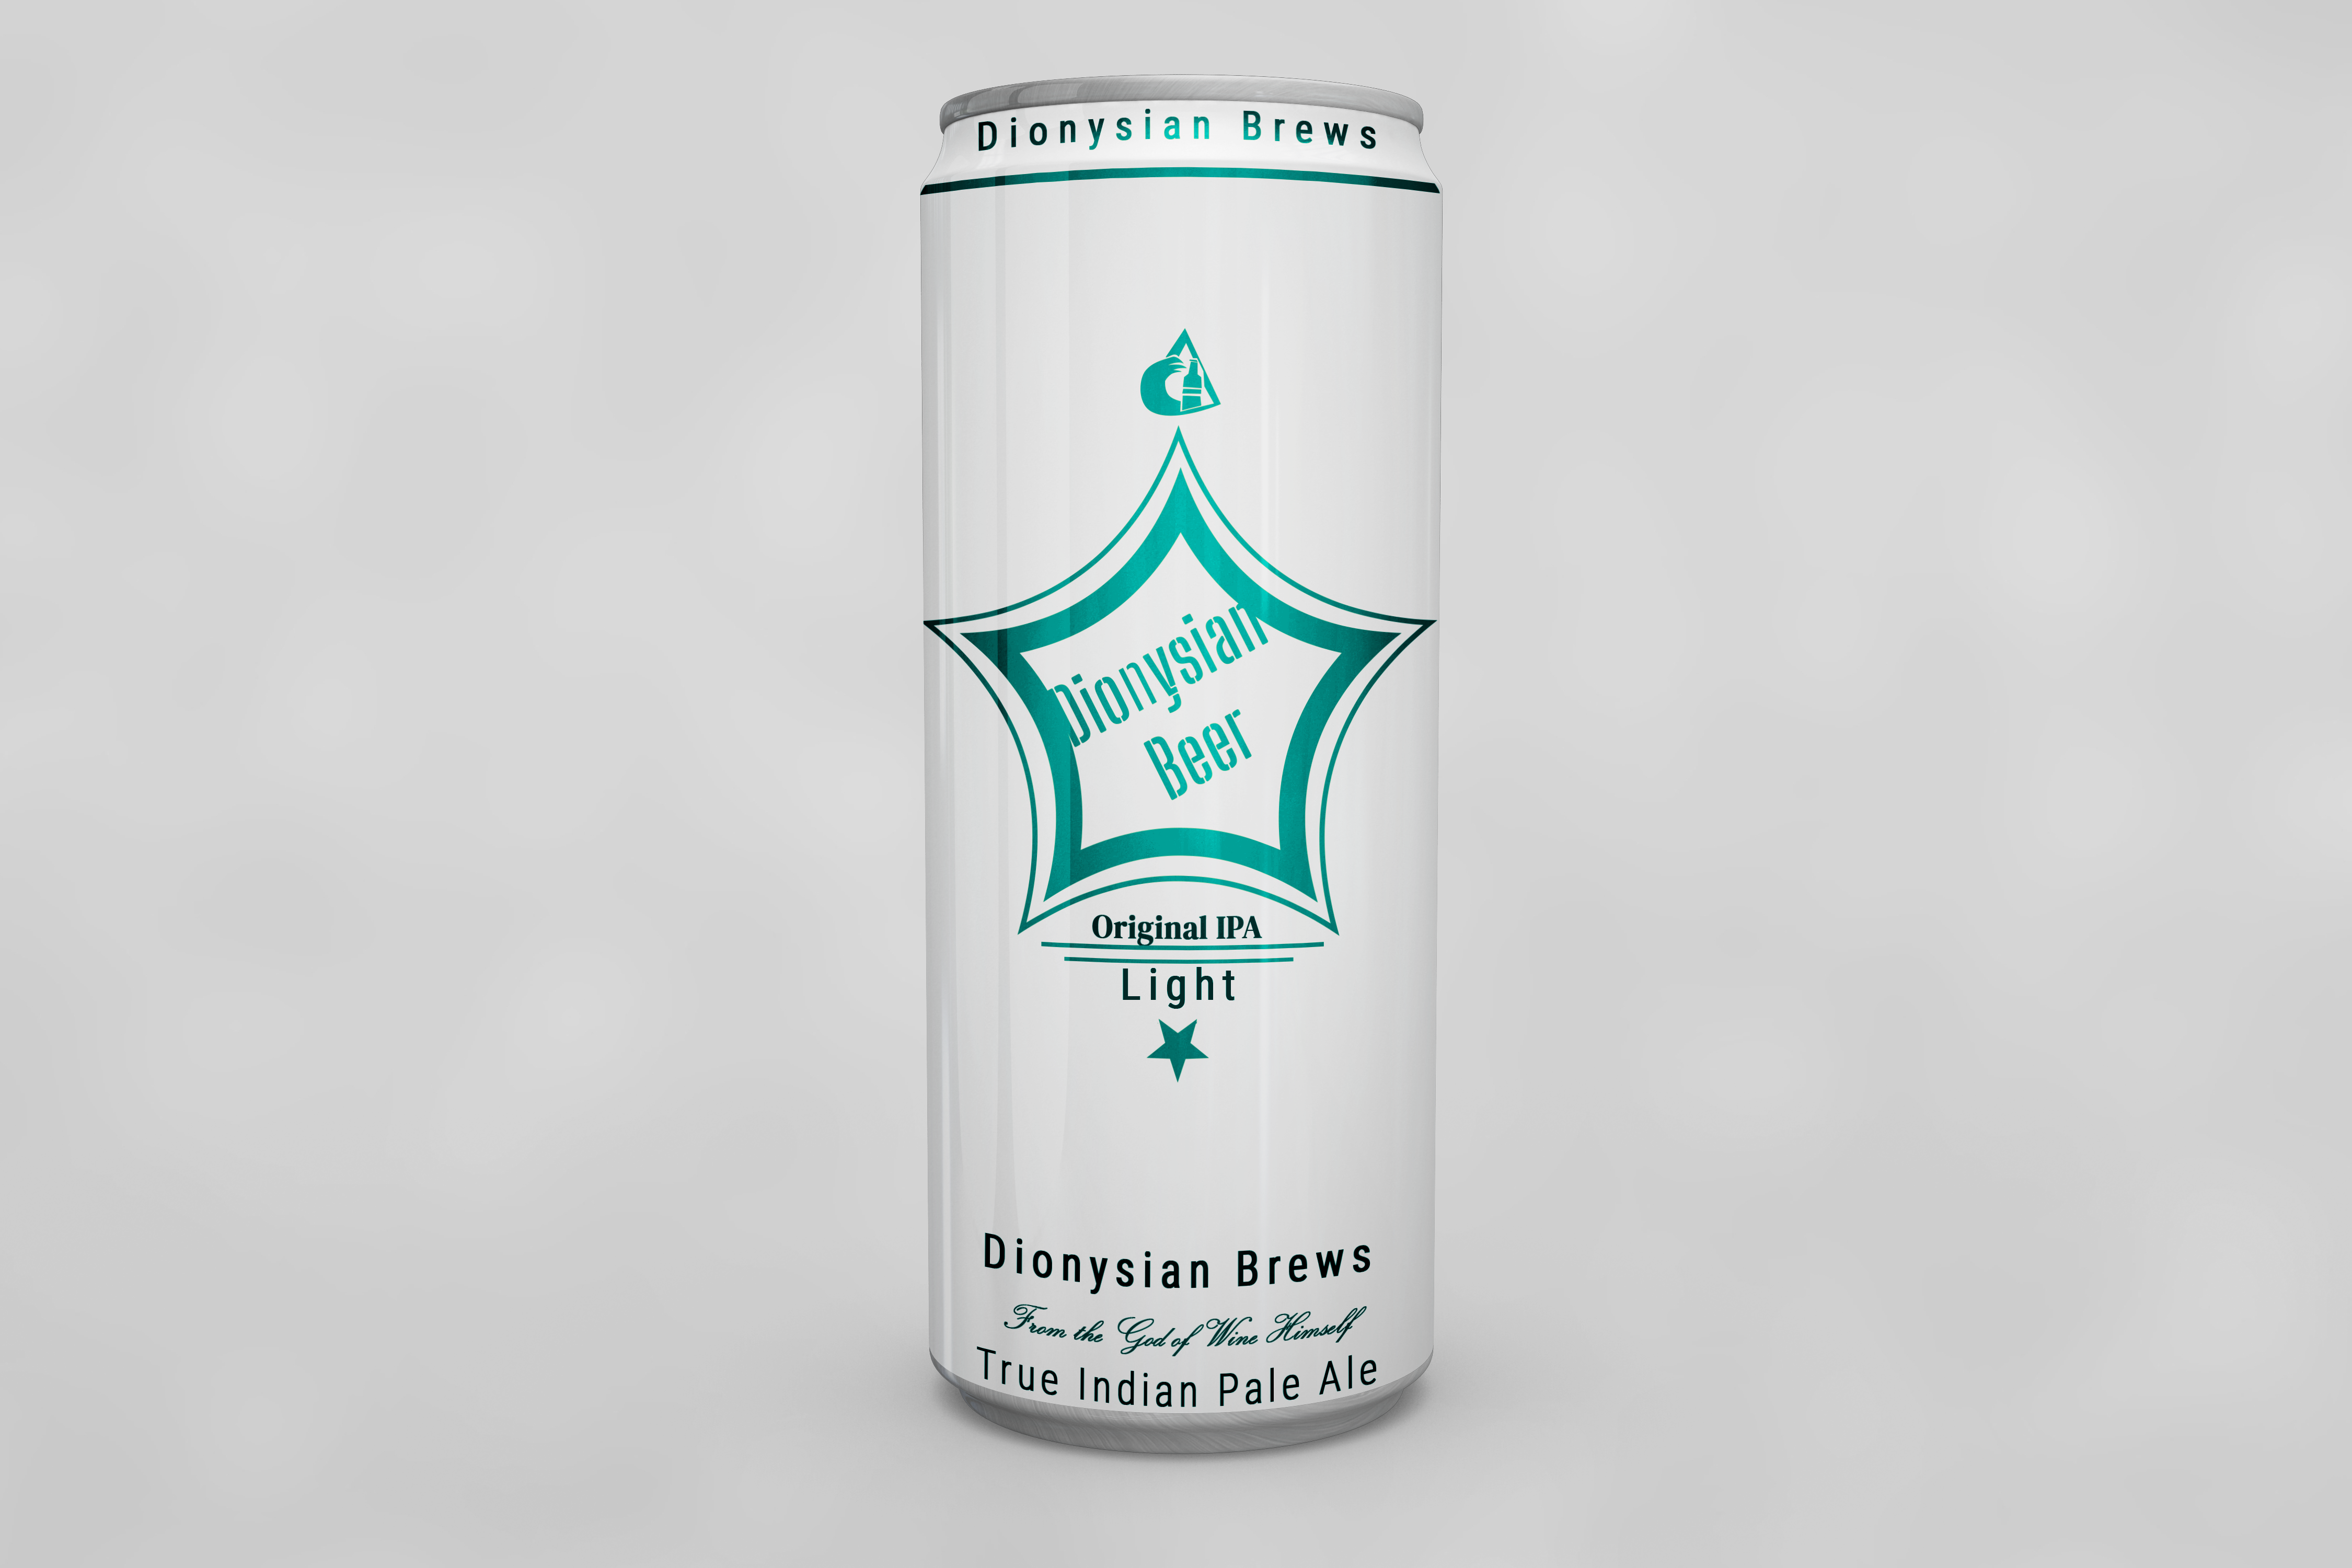 Dionysian Brews
Dionysian
Beer
Original IPA
Light
Dionysian Brews
From the God of Wine Himself
True Indian Pale Ale